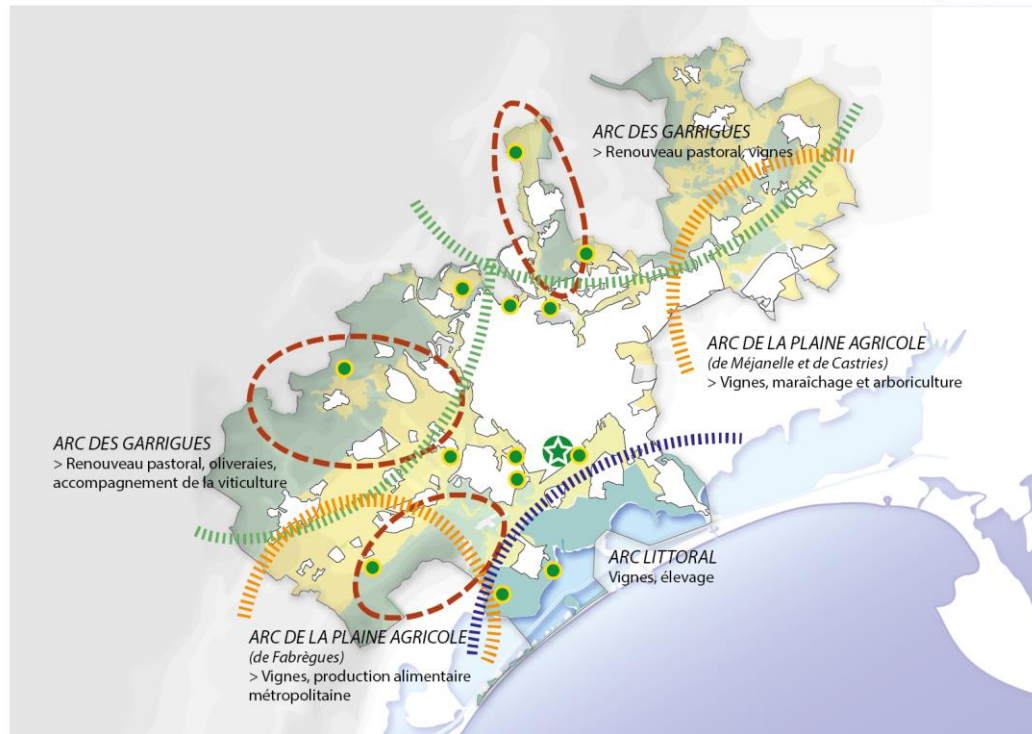 ARC DES GARRIGUES
> Renouveau pastoral, vignes
ARC DE LA PLAINE AGRICOLE
(de Méjanelle et de Castries)
> Vignes, maraîchage et arboriculture
ARC DES GARRIGUES
> Renouveau pastoral, oliveraies,
accompagnement de la viticulture
ARC LITTORAL
Vignes, élevage
ARC DE LA PLAINE AGRICOLE
(de Fabrègues)
> Vignes, production alimentaire
métropolitaine